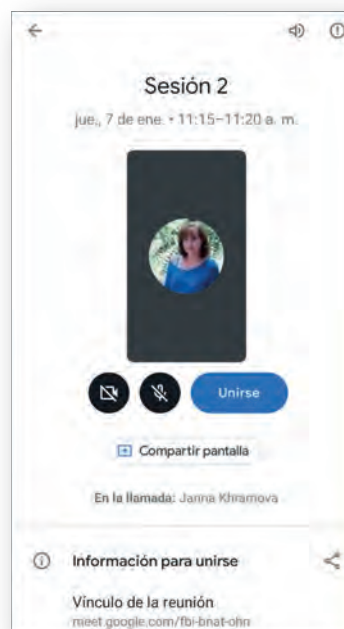 Sesión 2
jue., 7 de ene. • 11:15–11:20 a. m.
Unirse
Compartir pantalla
En la llamada: Janna Khramova
Información para unirse
Vínculo de la reunión
meet.google.com/fbi-bnat-ohn